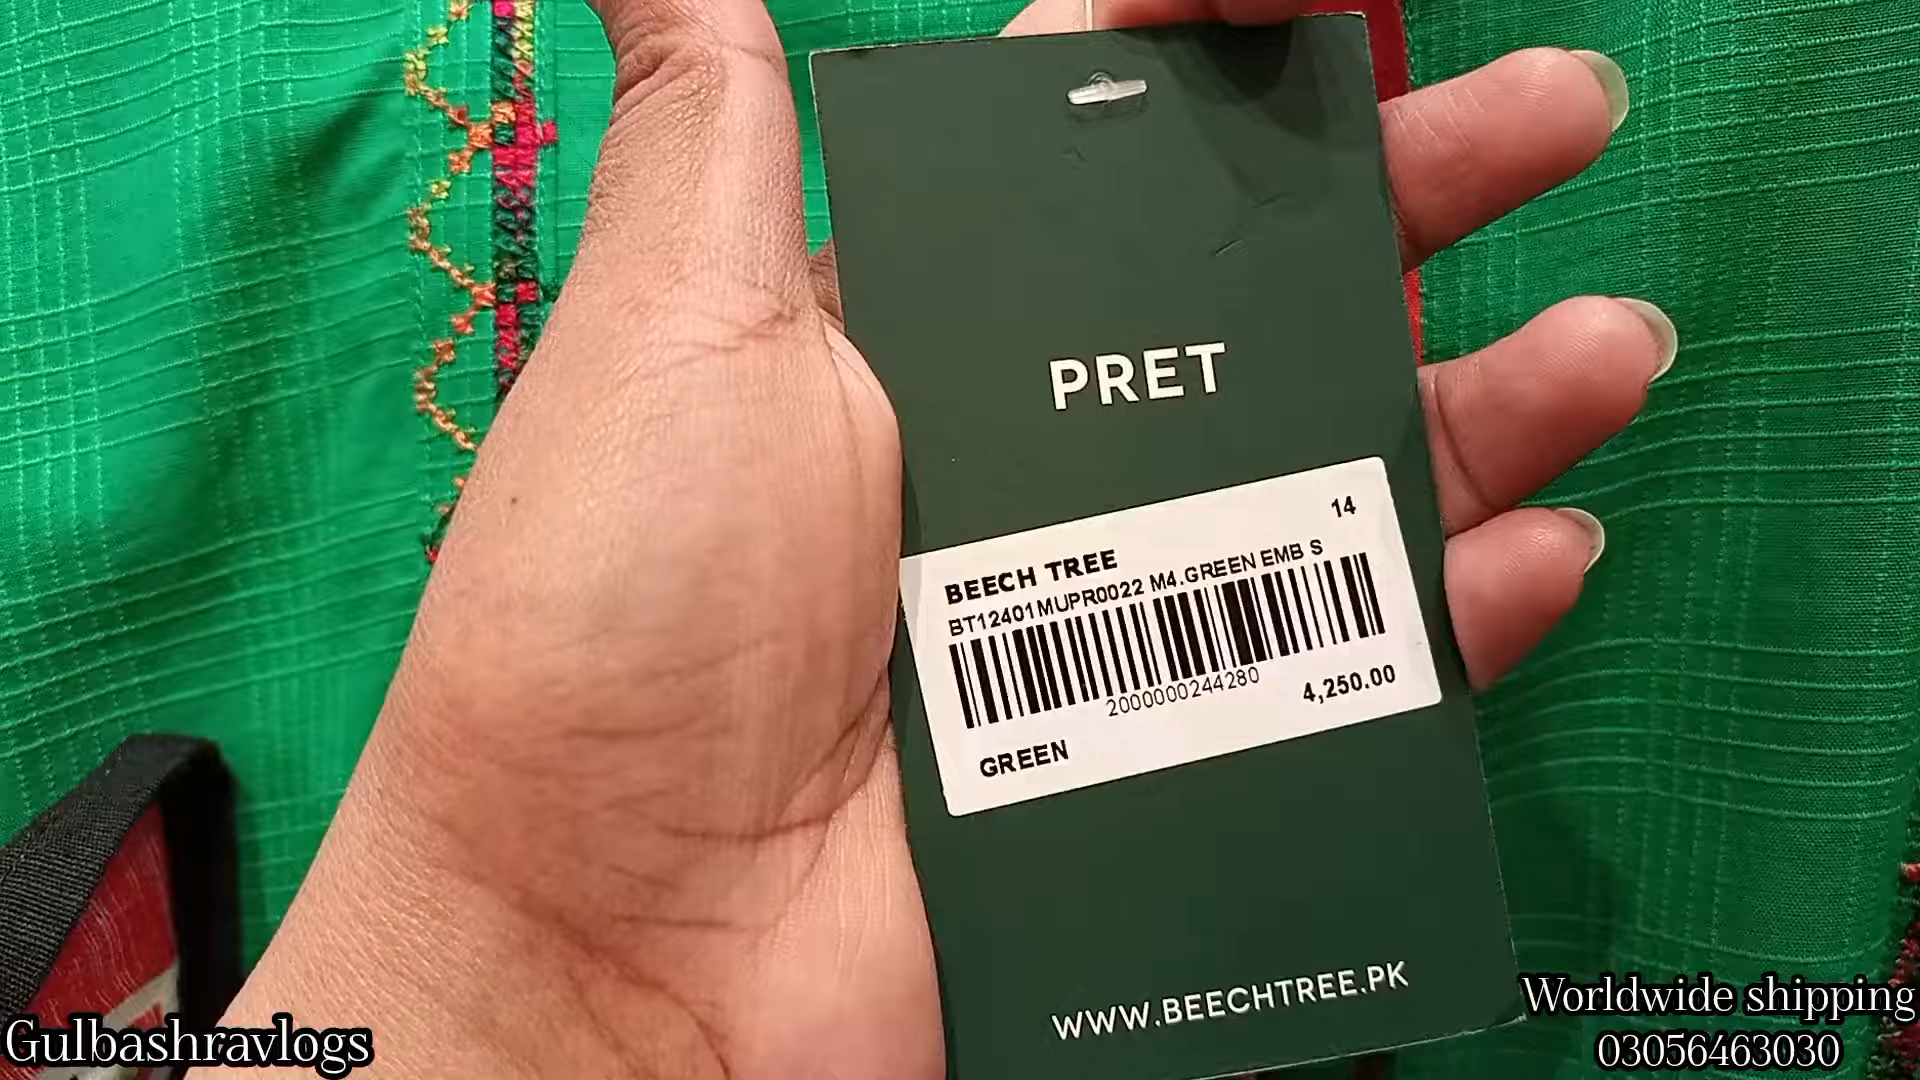 PRET
14
BEECH TREE
BT12401MUPR0022 M4.GREEN EMB S
2000000244280
4,250.00
GREEN
WWW.BEECHTREE.PK
Gulbashravlogs
Worldwide shipping
03056463030